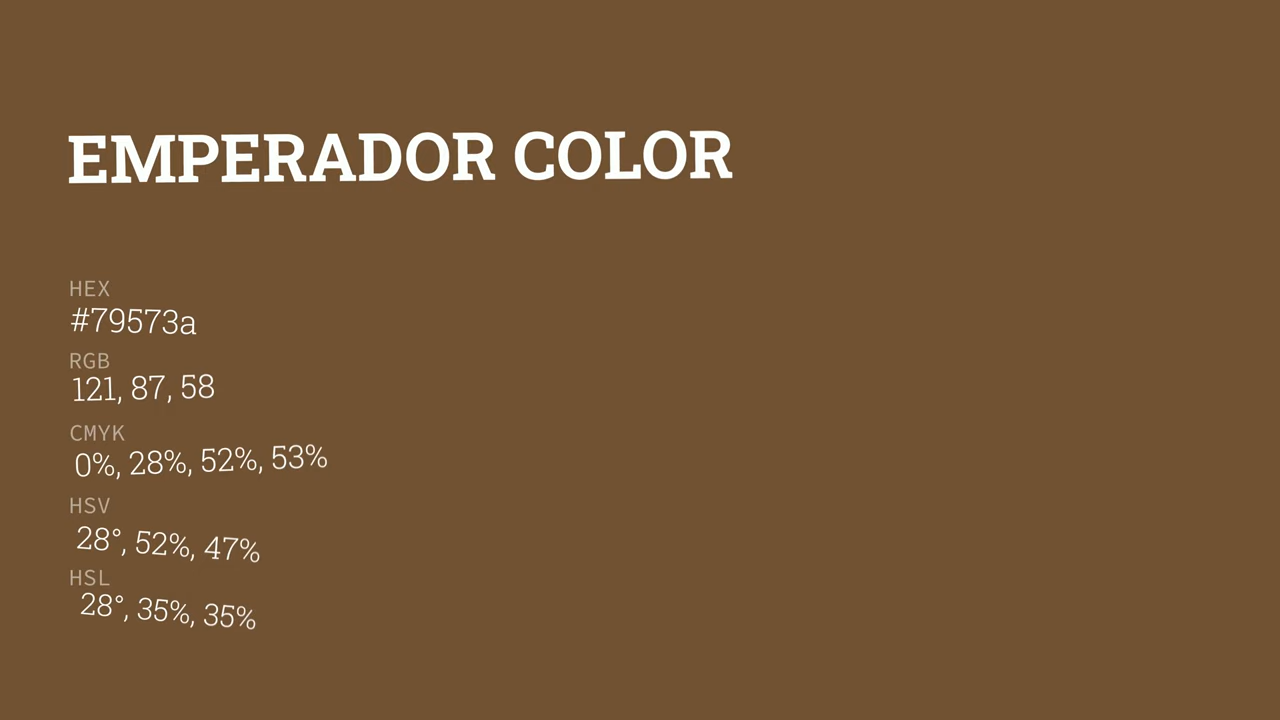 EMPERADOR COLOR
HEX
#79573a
RGB
121, 87, 58
CMYK
0%, 28%, 52%, 53%
HSV
28°, 52%, 47%
HSL
28°, 35%, 35%